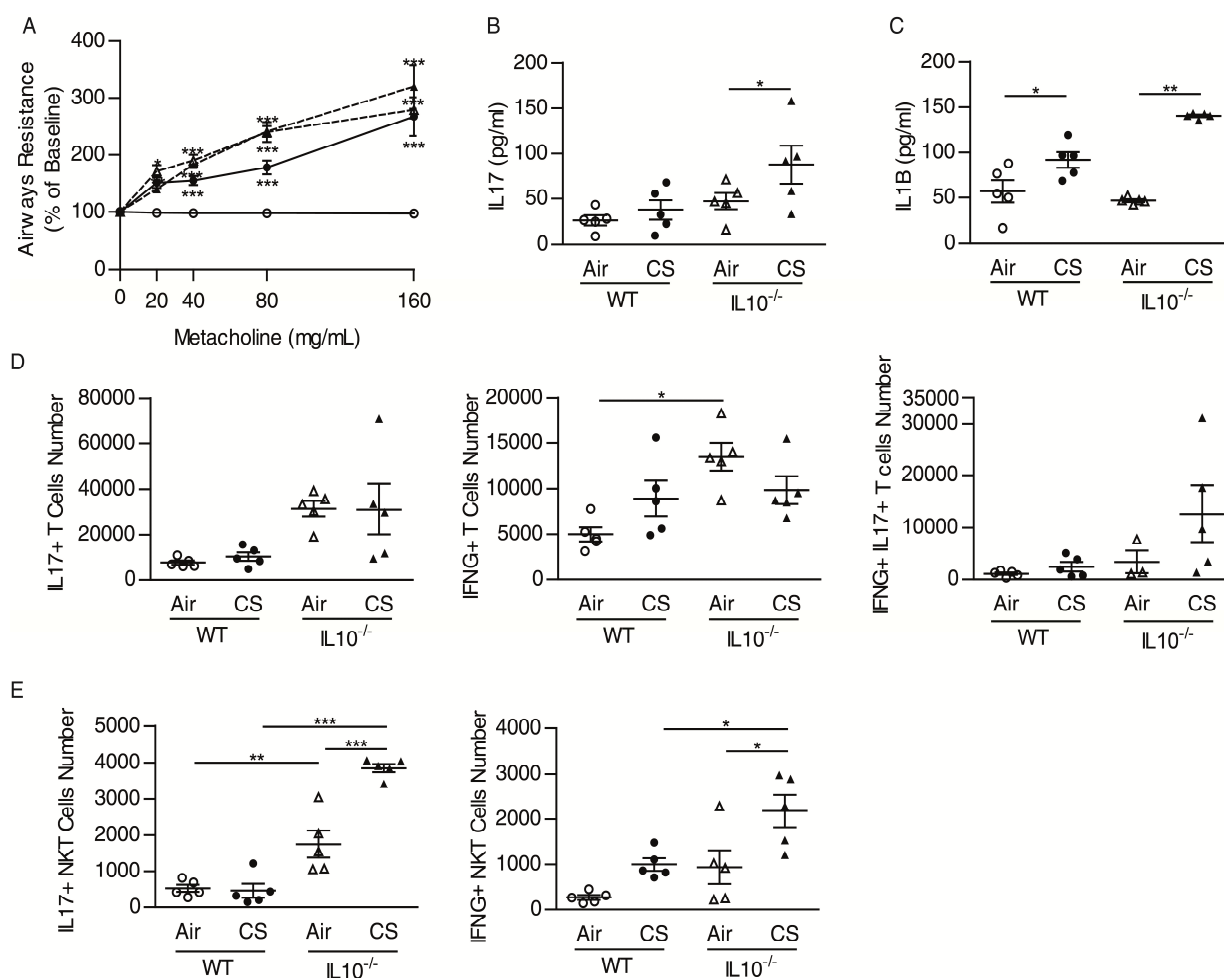 A
Airways Resistance
(% of Baseline)
400
300
200
100
0
***
***
***
***
***
***
***
***
***
*
0 20 40 80 160
Metacholine (mg/mL)
B
IL17 (pg/ml)
200
150
100
50
0
*
Air CS Air CS
WT IL10-/-
C
IL1B (pg/ml)
200
150
100
50
0
* **
Air CS Air CS
WT IL10-/-
D
IL17+ T Cells Number
80000
60000
40000
20000
0
Air CS Air CS
WT IL10-/-
IFNG+ T Cells Number
20000
15000
10000
5000
0
*
Air CS Air CS
WT IL10-/-
IFNG+ IL17+ T cells Number
35000
30000
20000
10000
0
Air CS Air CS
WT IL10-/-
E
IL17+ NKT Cells Number
5000
4000
3000
2000
1000
0
***
***
**
Air CS Air CS
WT IL10-/-
IFNG+ NKT Cells Number
4000
3000
2000
1000
0
*
*
Air CS Air CS
WT IL10-/-